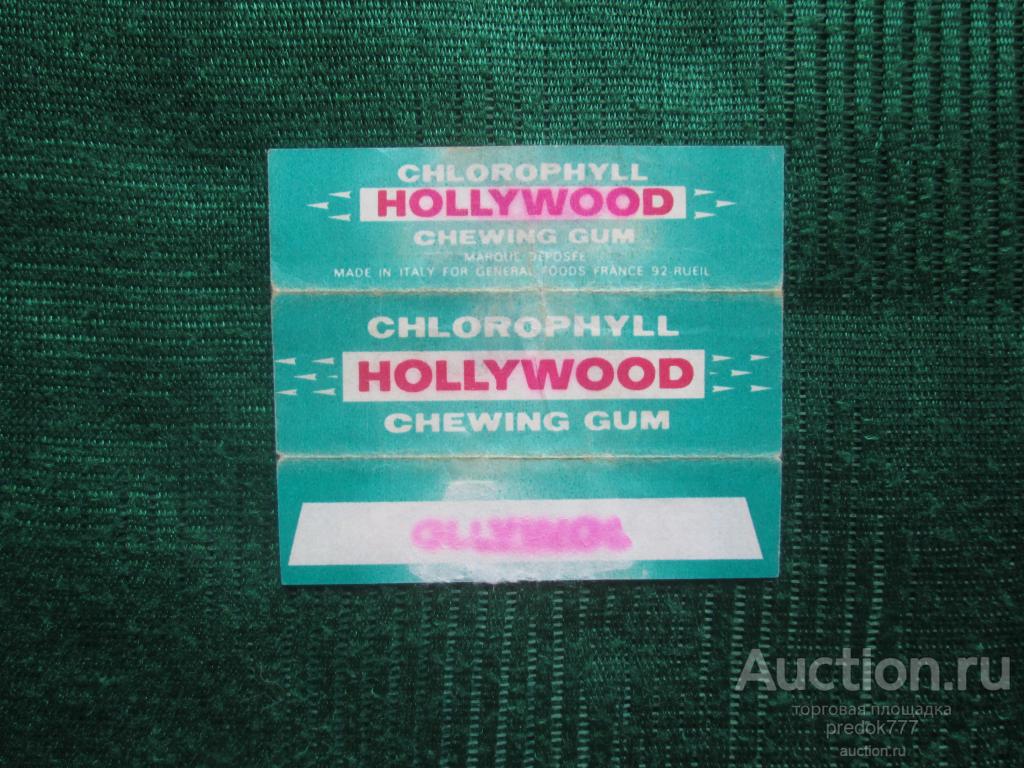 CHLOROPHYLL
HOLLYWOOD
CHEWING GUM
MARQUE DEPOSEE
MADE IN ITALY FOR GENERAL FOODS FRANCE 92-RUEIL
CHLOROPHYLL
HOLLYWOOD
CHEWING GUM
Auction.ru
торговая площадка
predok777
auction.ru